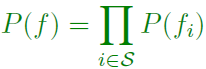 P(f) = ∏_{i∈𝒮} P(f_i)